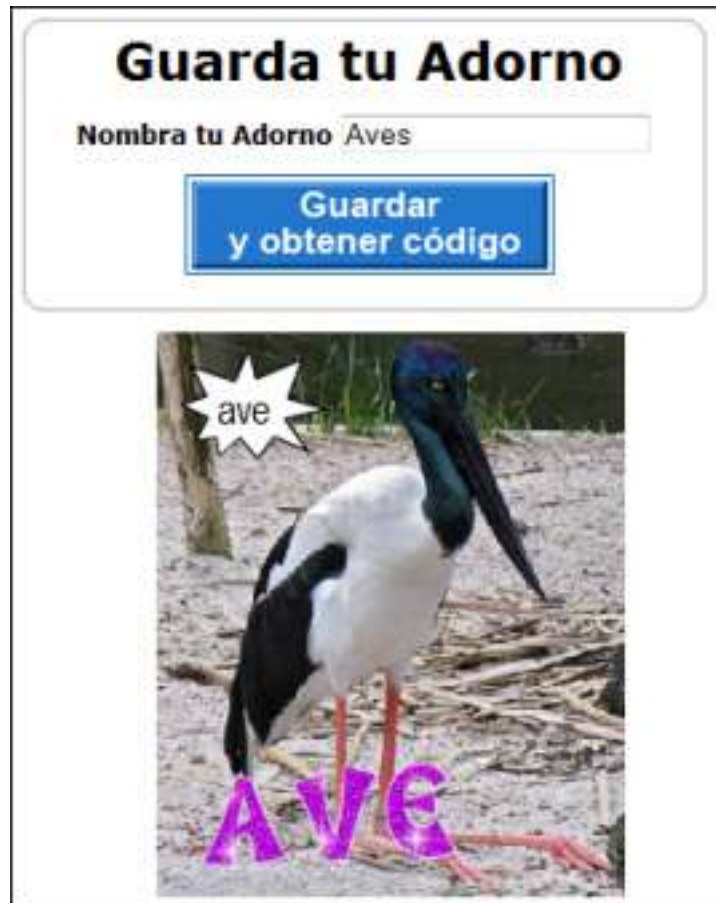 Guarda tu Adorno
Nombra tu Adorno Aves
Guardar
y obtener código
ave
AVE